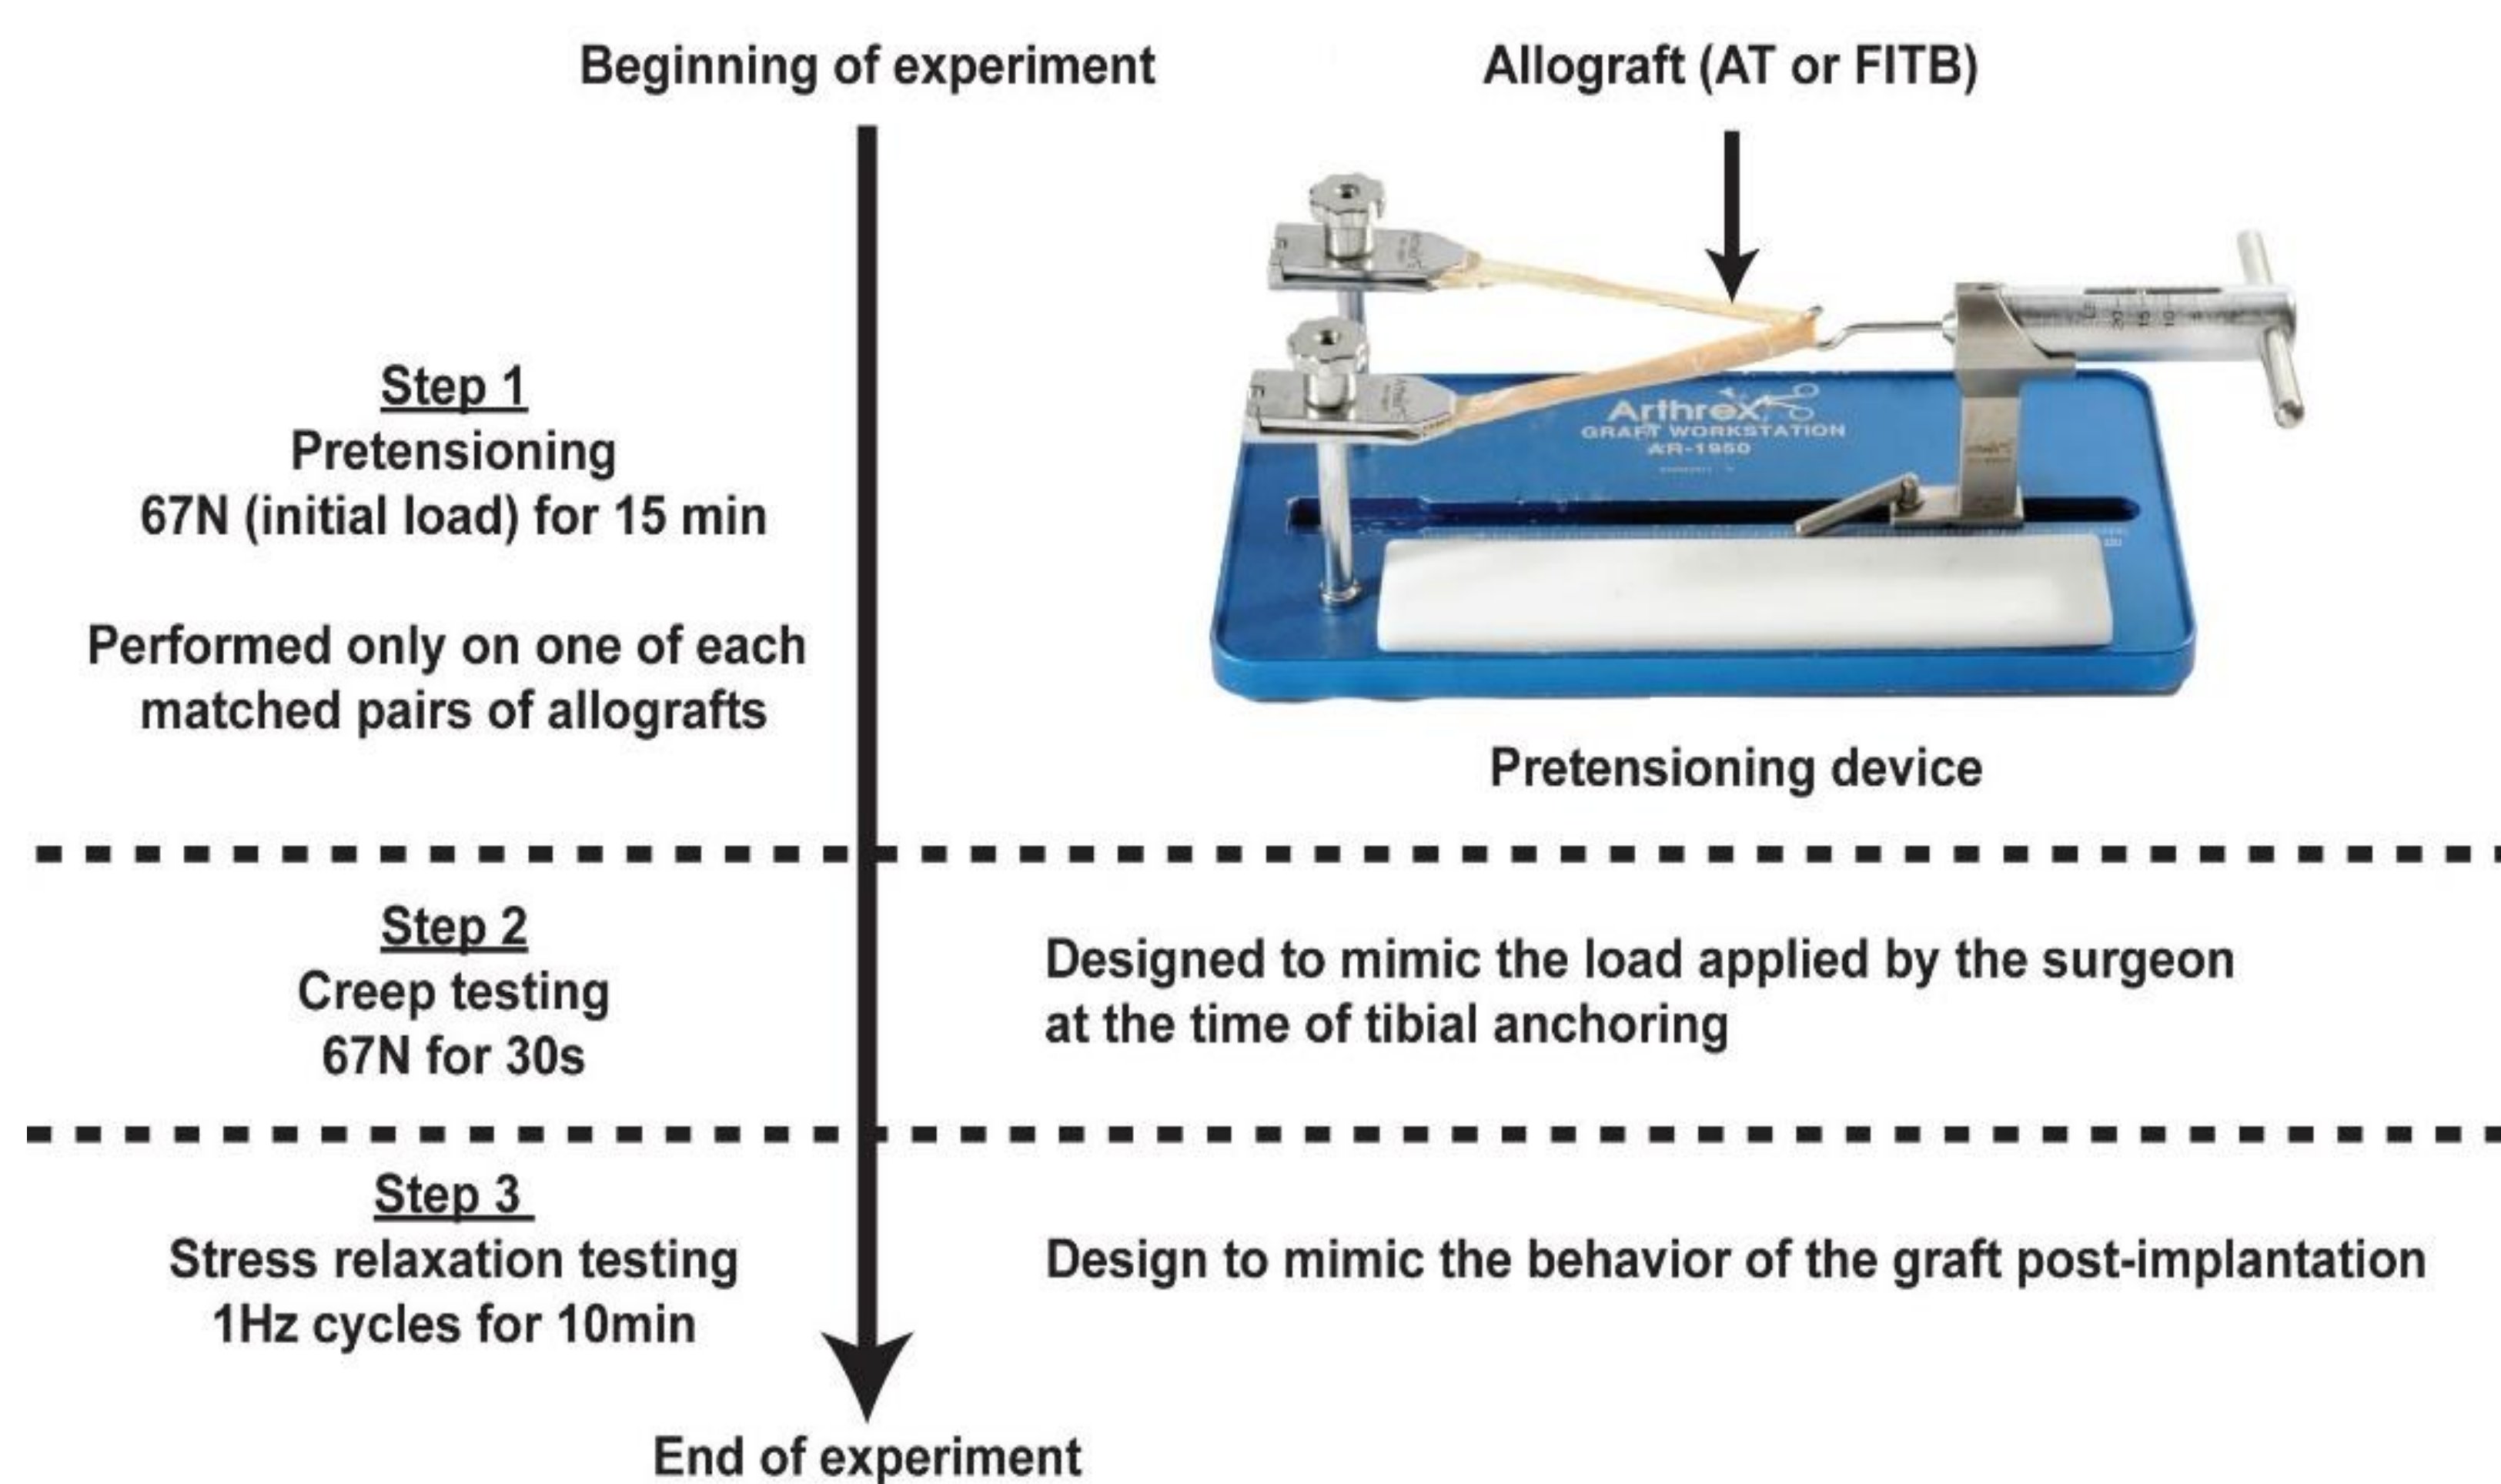 Beginning of experiment
Allograft (AT or FITB)
Step 1
Pretensioning
67N (initial load) for 15 min
Performed only on one of each
matched pairs of allografts
Arthrex
GRAFT WORKSTATION
AR-1950
20
15
10
5
Pretensioning device
Step 2
Creep testing
67N for 30s
Designed to mimic the load applied by the surgeon
at the time of tibial anchoring
Step 3
Stress relaxation testing
1Hz cycles for 10min
Design to mimic the behavior of the graft post-implantation
End of experiment